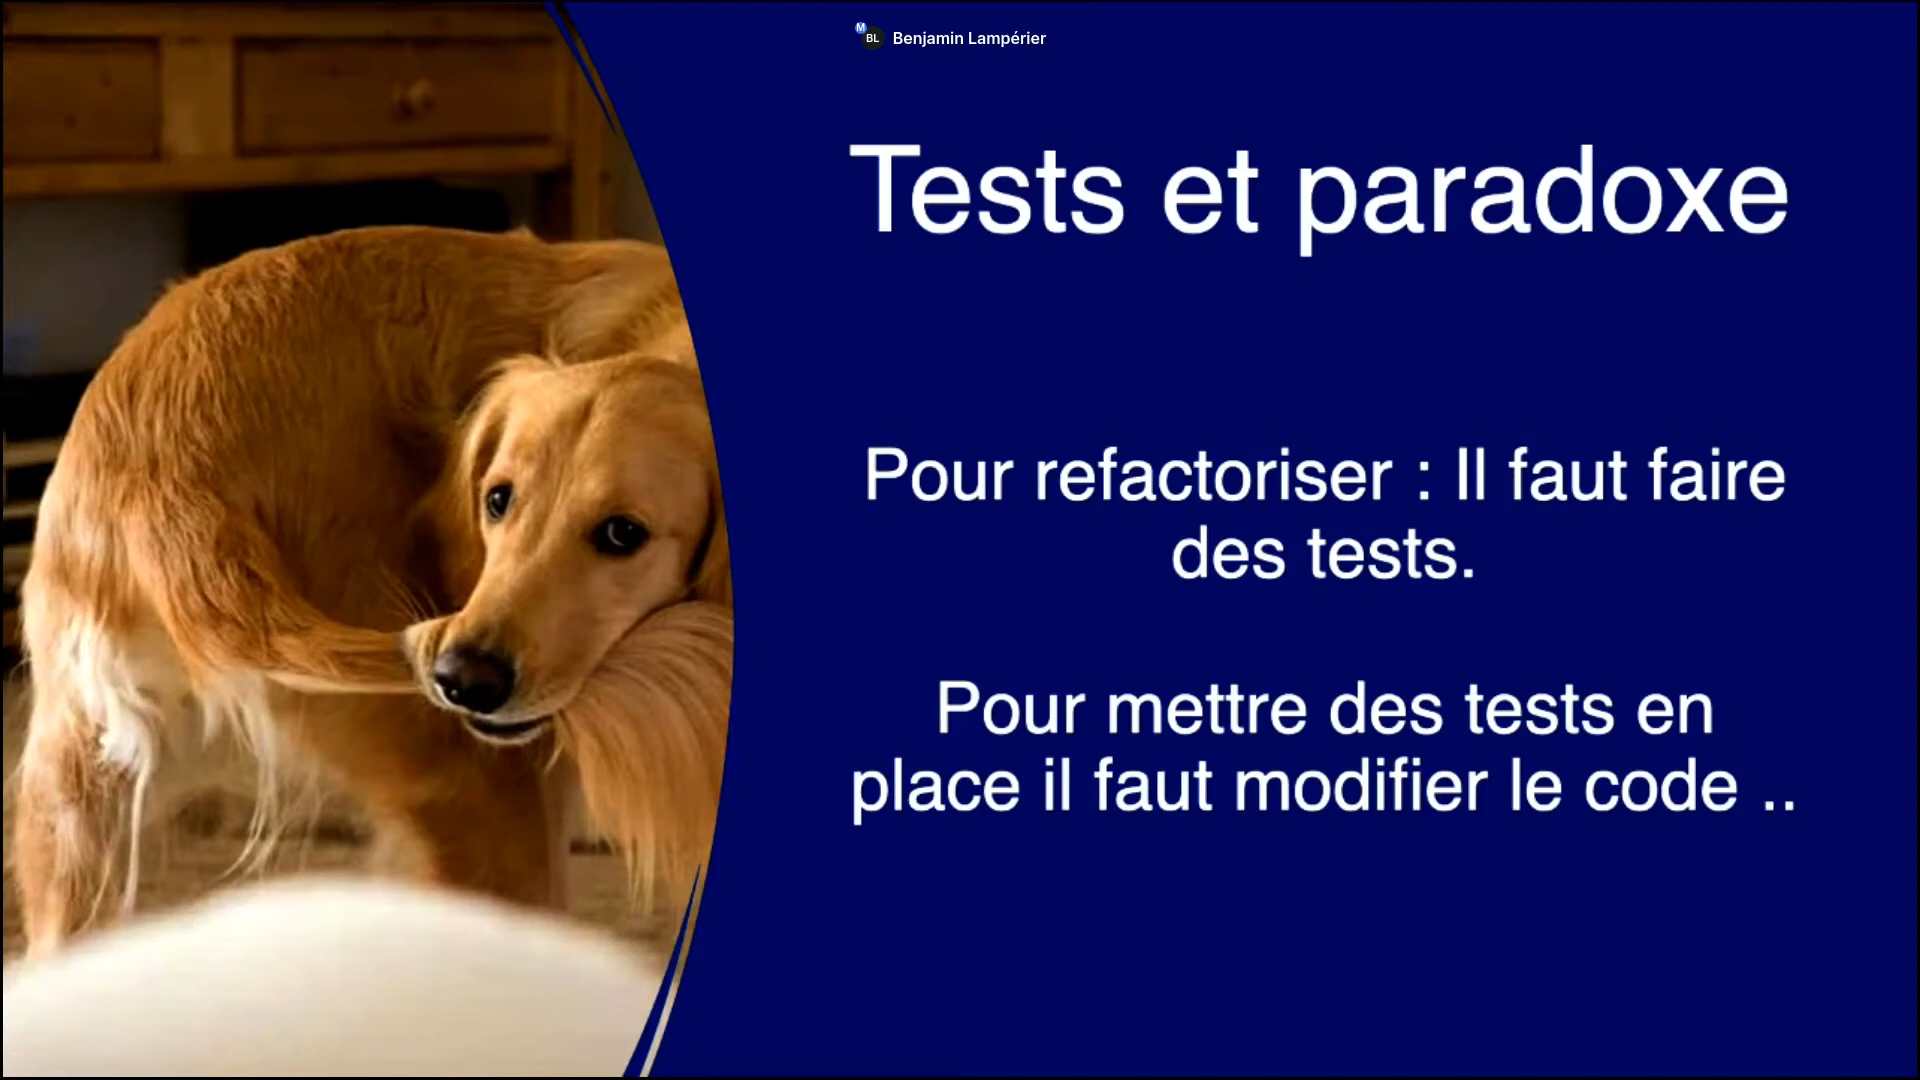 M
BL
Benjamin Lampérier
Tests et paradoxe
Pour refactoriser : Il faut faire
des tests.
Pour mettre des tests en
place il faut modifier le code ..